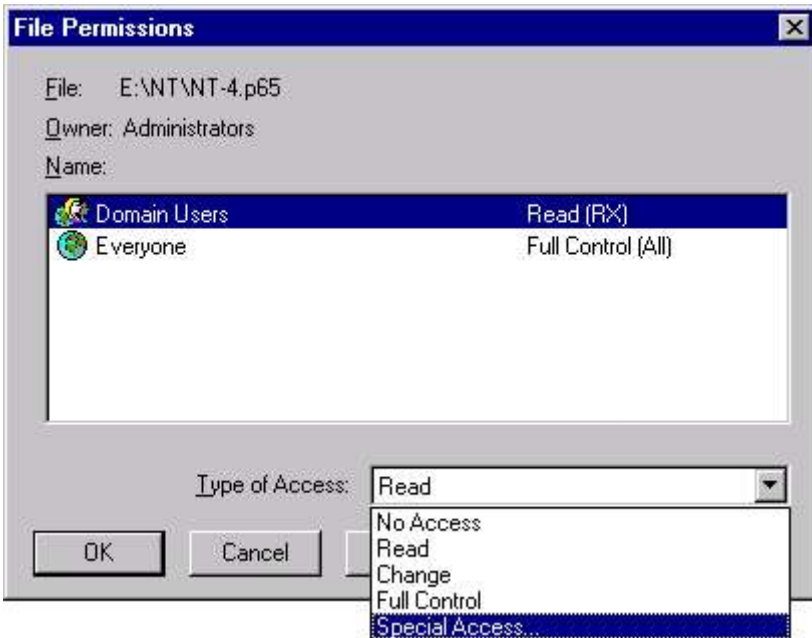 File Permissions
File: E:\NT\NT-4.p65
Owner: Administrators
Name:
Domain Users Read (RX)
Everyone Full Control (All)
Type of Access: Read
No Access
Read
Change
Full Control
Special Access...
OK Cancel